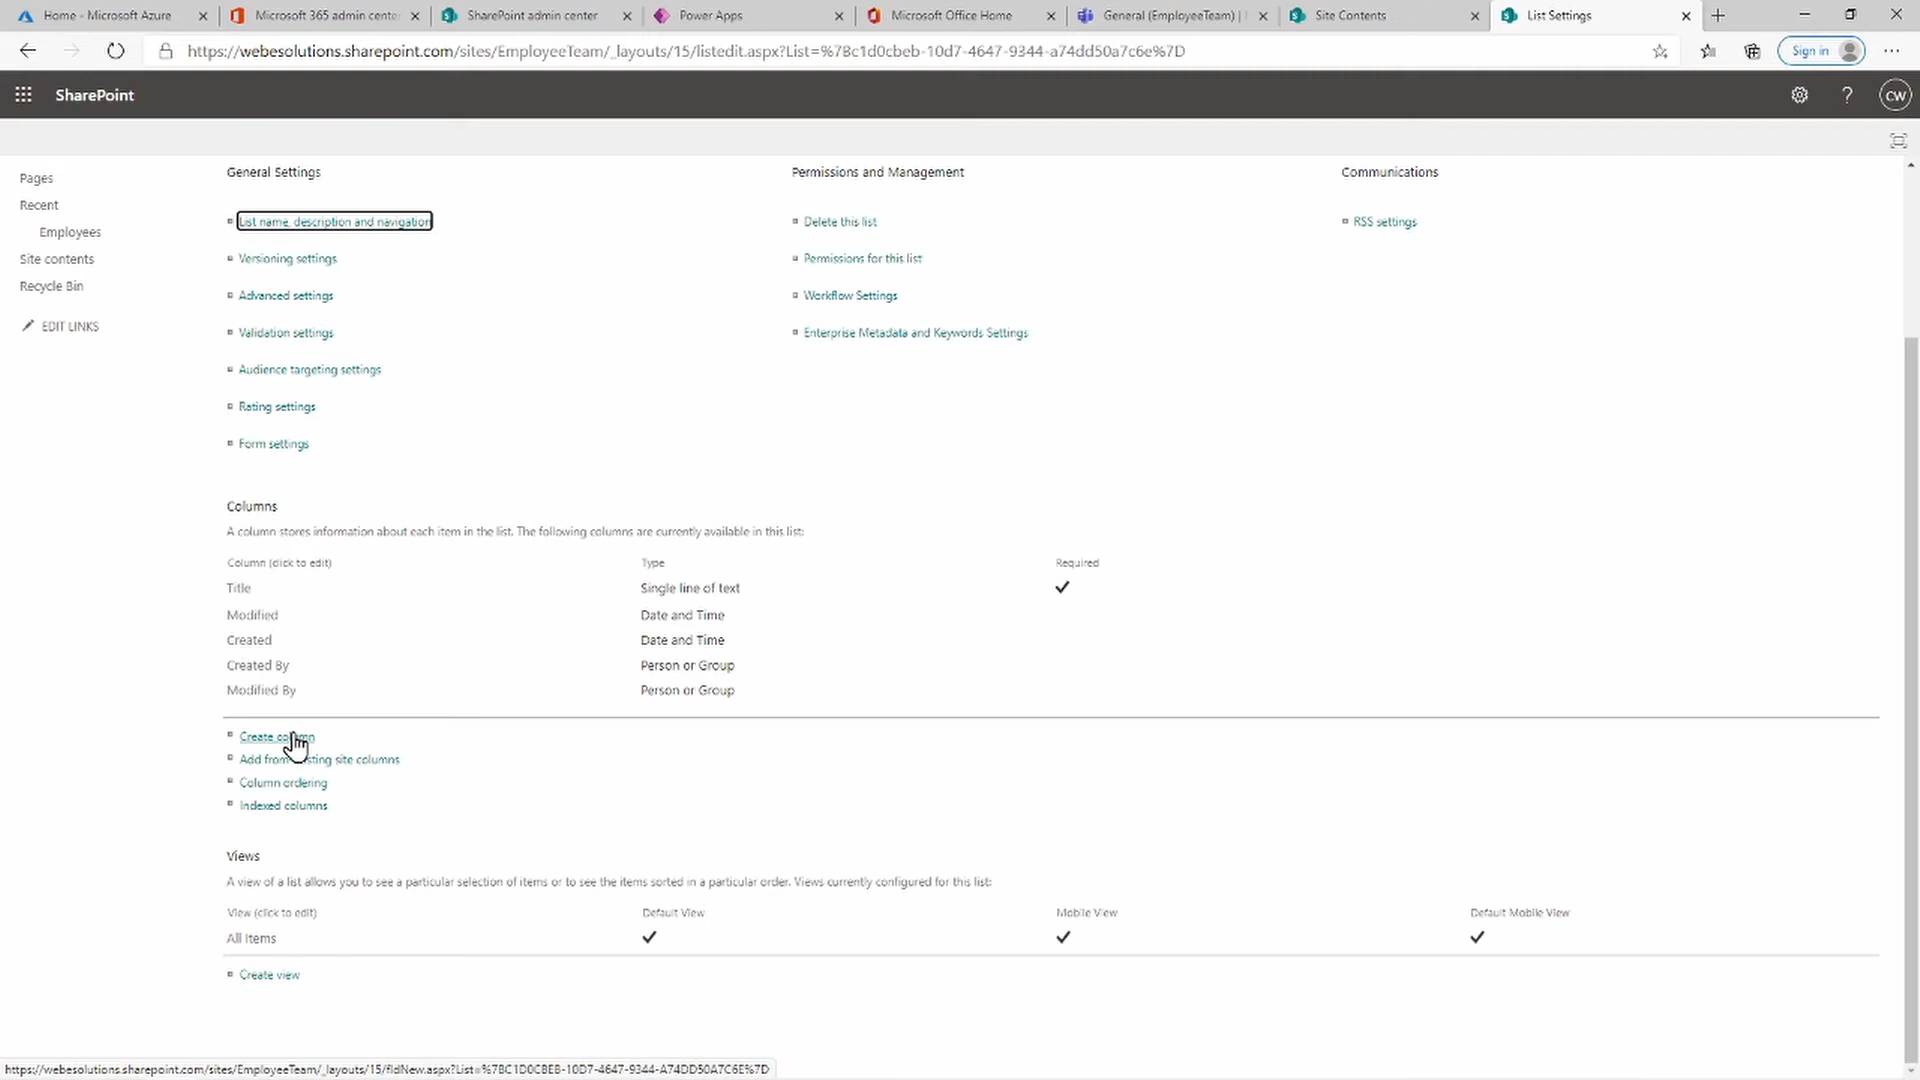 Home - Microsoft Azure
Microsoft 365 admin center
SharePoint admin center
Power Apps
Microsoft Office Home
General (EmployeeTeam) |
Site Contents
List Settings
https://webesolutions.sharepoint.com/sites/EmployeeTeam/_layouts/15/listedit.aspx?List=%7Bc1d0cbeb-10d7-4647-9344-a74dd50a7c6e%7D
Sign in
SharePoint
?
CW
Pages
Recent
Employees
Site contents
Recycle Bin
EDIT LINKS
General Settings
Permissions and Management
Communications
List name, description and navigation
Delete this list
RSS settings
Versioning settings
Permissions for this list
Advanced settings
Workflow Settings
Validation settings
Enterprise Metadata and Keywords Settings
Audience targeting settings
Rating settings
Form settings
Columns
A column stores information about each item in the list. The following columns are currently available in this list:
Column (click to edit)
Type
Required
Title
Single line of text
Modified
Date and Time
Created
Date and Time
Created By
Person or Group
Modified By
Person or Group
Create column
Add from existing site columns
Column ordering
Indexed columns
Views
A view of a list allows you to see a particular selection of items or to see the items sorted in a particular order. Views currently configured for this list:
View (click to edit)
Default View
Mobile View
Default Mobile View
All Items
Create view
https://webesolutions.sharepoint.com/sites/EmployeeTeam/_layouts/15/fldNew.aspx?List=%7BC1D0CBEB-10D7-4647-9344-A74DD50A7C6E%7D